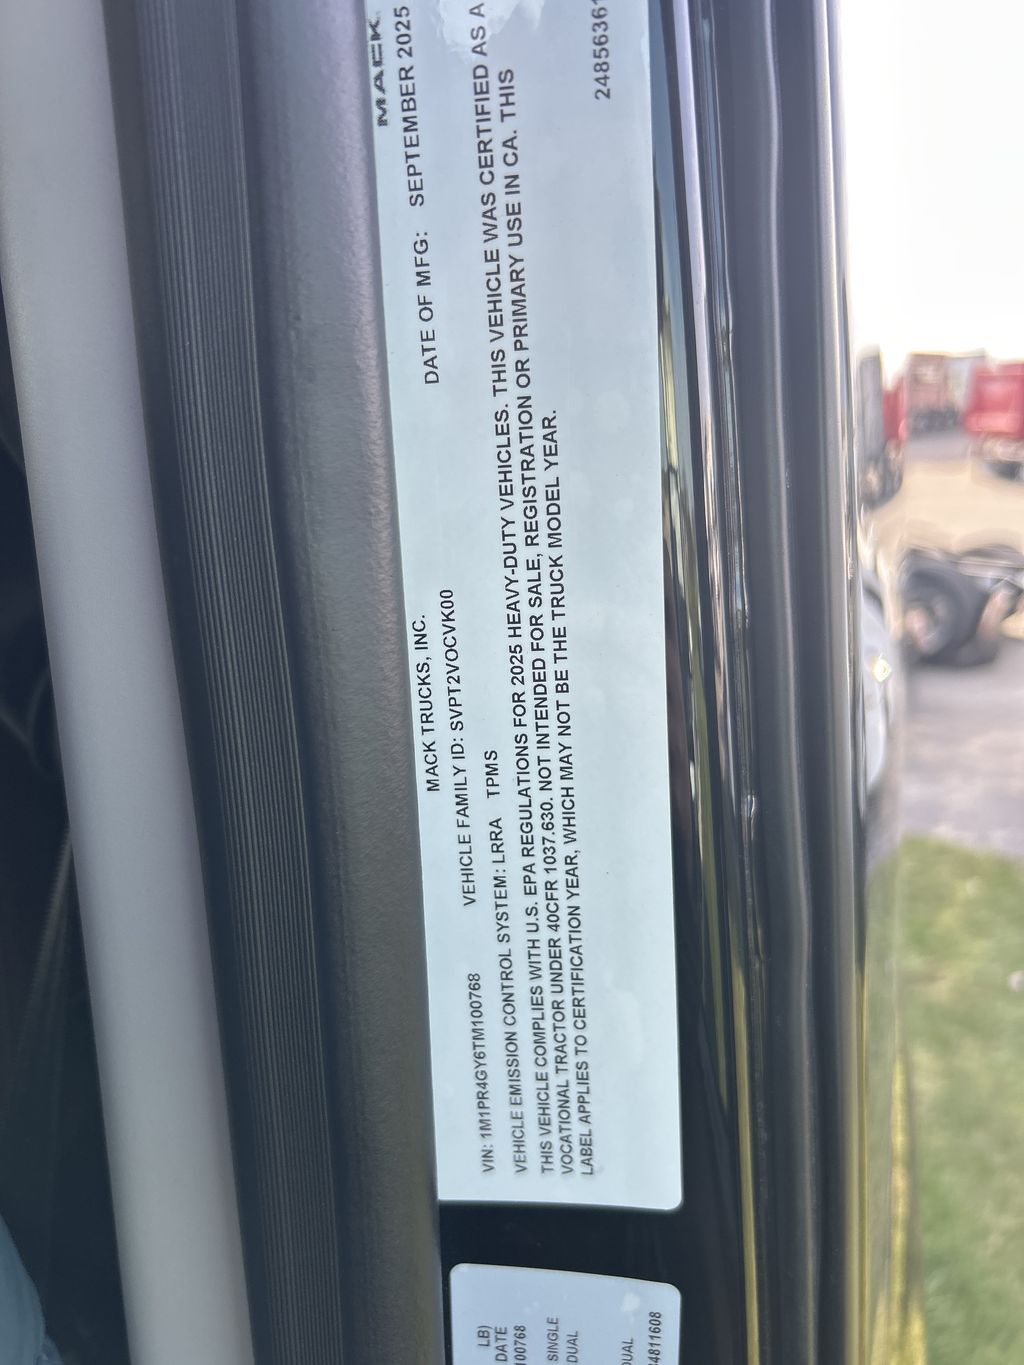 MACK
MACK TRUCKS, INC. DATE OF MFG: SEPTEMBER 2025
VEHICLE FAMILY ID: SVPT2VOCVK00
VIN: 1M1PR4GY6TM100768
VEHICLE EMISSION CONTROL SYSTEM: LRRA TPMS
THIS VEHICLE COMPLIES WITH U.S. EPA REGULATIONS FOR 2025 HEAVY-DUTY VEHICLES. THIS VEHICLE WAS CERTIFIED AS A
VOCATIONAL TRACTOR UNDER 40CFR 1037.630. NOT INTENDED FOR SALE, REGISTRATION OR PRIMARY USE IN CA. THIS
LABEL APPLIES TO CERTIFICATION YEAR, WHICH MAY NOT BE THE TRUCK MODEL YEAR.
2485636
LB)
DATE
100768
SINGLE
DUAL
DUAL
4811608